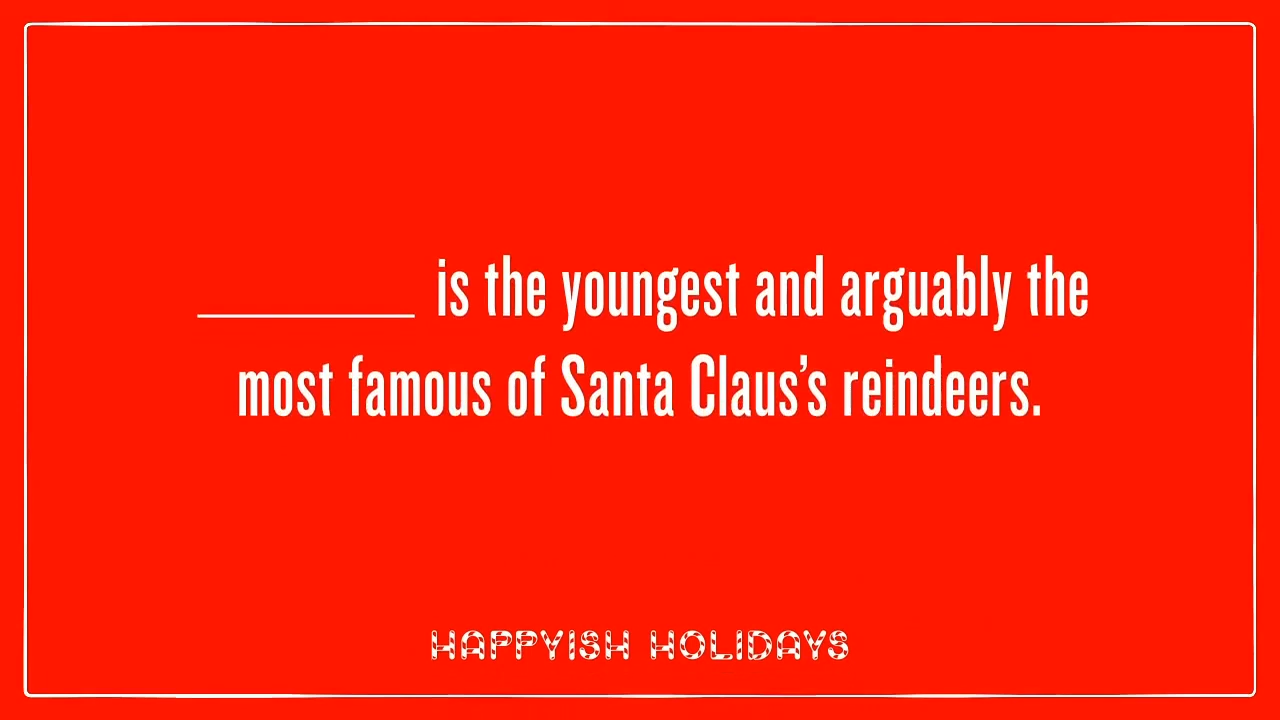 ________ is the youngest and arguably the
most famous of Santa Claus’s reindeers.
HAPPYISH HOLIDAYS